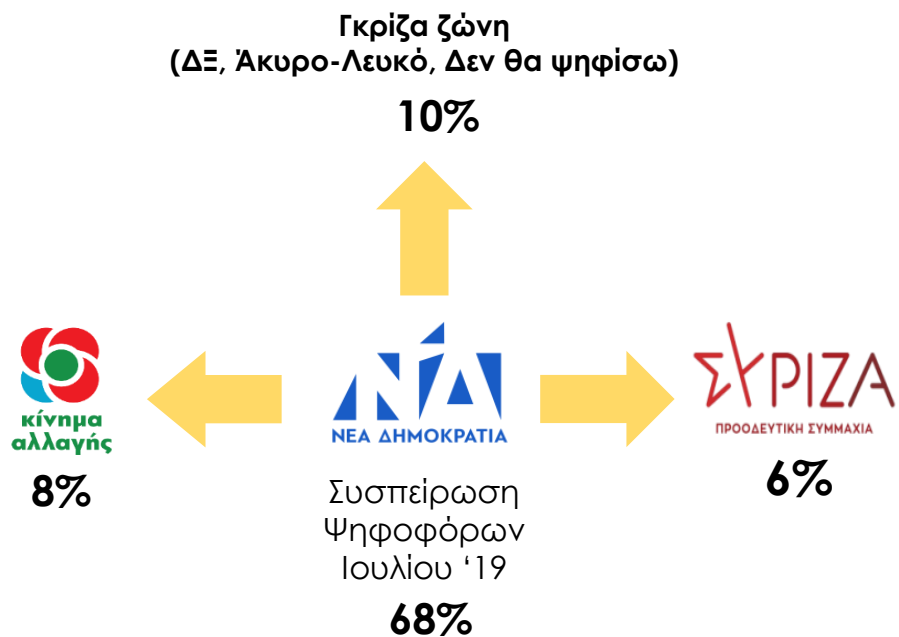 Γκρίζα ζώνη
(ΔΞ, Άκυρο-Λευκό, Δεν θα ψηφίσω)
10%
κίνημα
αλλαγής
8%
ΝΔ
ΝΕΑ ΔΗΜΟΚΡΑΤΙΑ
Συσπείρωση
Ψηφοφόρων
Ιουλίου ‘19
68%
ΣΥΡΙΖΑ
ΠΡΟΟΔΕΥΤΙΚΗ ΣΥΜΜΑΧΙΑ
6%